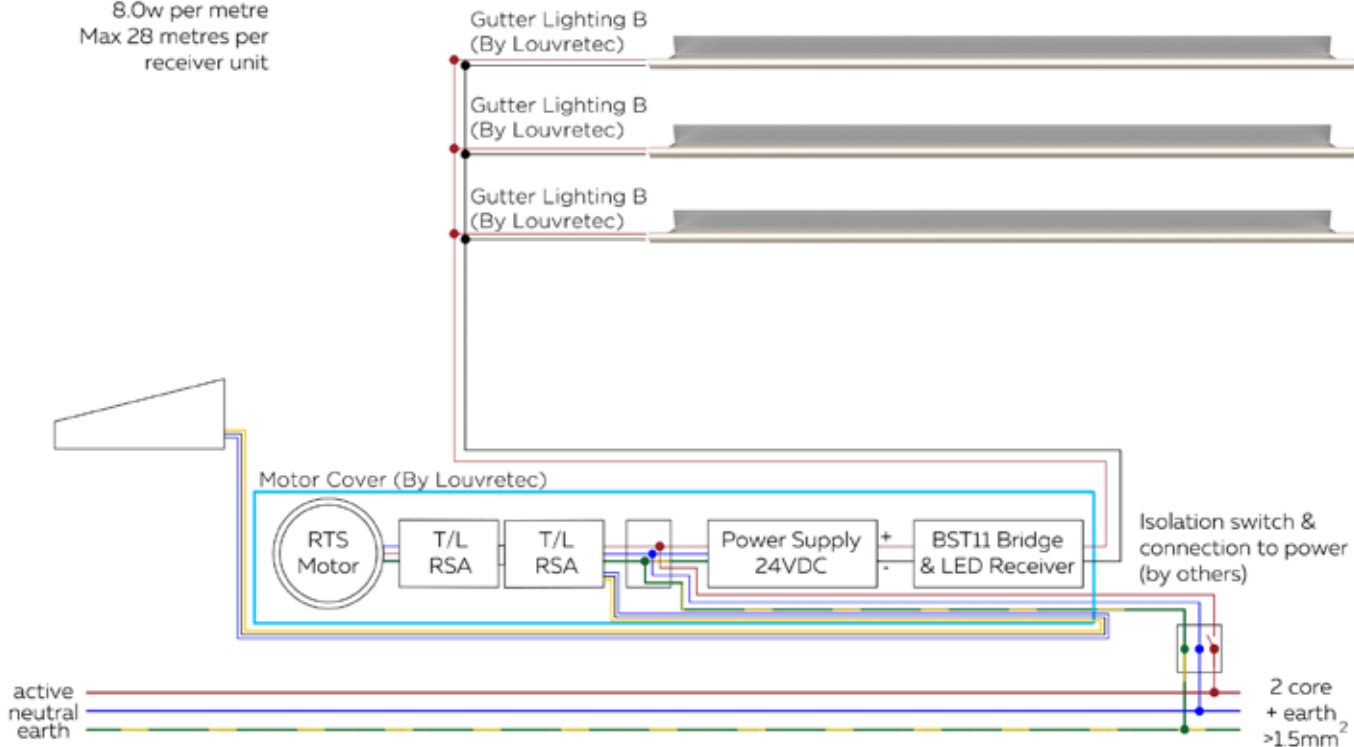 8.0w per metre
Max 28 metres per
receiver unit
Gutter Lighting B
(By Louvretec)
Gutter Lighting B
(By Louvretec)
Gutter Lighting B
(By Louvretec)
Motor Cover (By Louvretec)
RTS
Motor
T/L
RSA
T/L
RSA
Power Supply
24VDC
+
-
BST11 Bridge
& LED Receiver
Isolation switch &
connection to power
(by others)
active
neutral
earth
2 core
+ earth
>1.5mm²